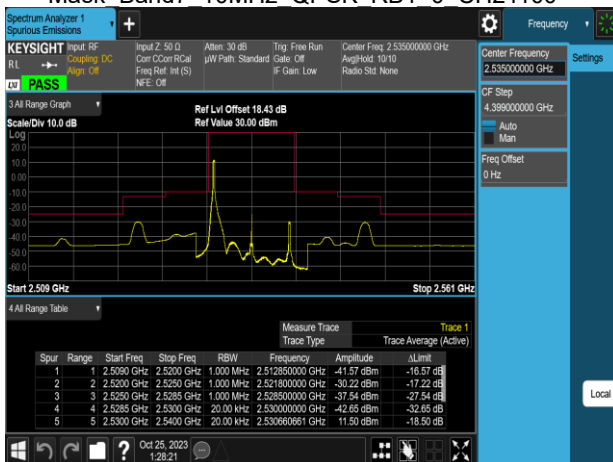 Mask Band7 10MHz QPSK RB1 0 CH21100
Spectrum Analyzer 1
Spurious Emissions
Frequency
KEYSIGHT
RL
LXI
PASS
Input: RF
Coupling: DC
Align: Off
Input Z: 50 Ω
Corr CCorr RCal
Freq Ref: Int (S)
NFE: Off
Atten: 30 dB
µW Path: Standard
Trig: Free Run
Gate: Off
IF Gain: Low
Center Freq: 2.535000000 GHz
Avg|Hold: 10/10
Radio Std: None
Center Frequency
2.535000000 GHz
Settings
CF Step
4.399000000 GHz
Auto
Man
Freq Offset
0 Hz
3 All Range Graph
Scale/Div 10.0 dB
Ref Lvl Offset 18.43 dB
Ref Value 30.00 dBm
Log
20.0
10.0
0.00
-10.0
-20.0
-30.0
-40.0
-50.0
-60.0
Start 2.509 GHz
Stop 2.561 GHz
4 All Range Table
Measure Trace Trace 1
Trace Type Trace Average (Active)
Spur Range Start Freq Stop Freq RBW Frequency Amplitude ΔLimit
1 1 2.5090 GHz 2.5200 GHz 1.000 MHz 2.512850000 GHz -41.57 dBm -16.57 dB
2 2 2.5200 GHz 2.5250 GHz 1.000 MHz 2.521800000 GHz -30.22 dBm -17.22 dB
3 3 2.5250 GHz 2.5285 GHz 1.000 MHz 2.528500000 GHz -37.54 dBm -27.54 dB
4 4 2.5285 GHz 2.5300 GHz 20.00 kHz 2.530000000 GHz -42.65 dBm -32.65 dB
5 5 2.5300 GHz 2.5400 GHz 20.00 kHz 2.530660661 GHz 11.50 dBm -18.50 dB
Local
Oct 25, 2023
1:28:21